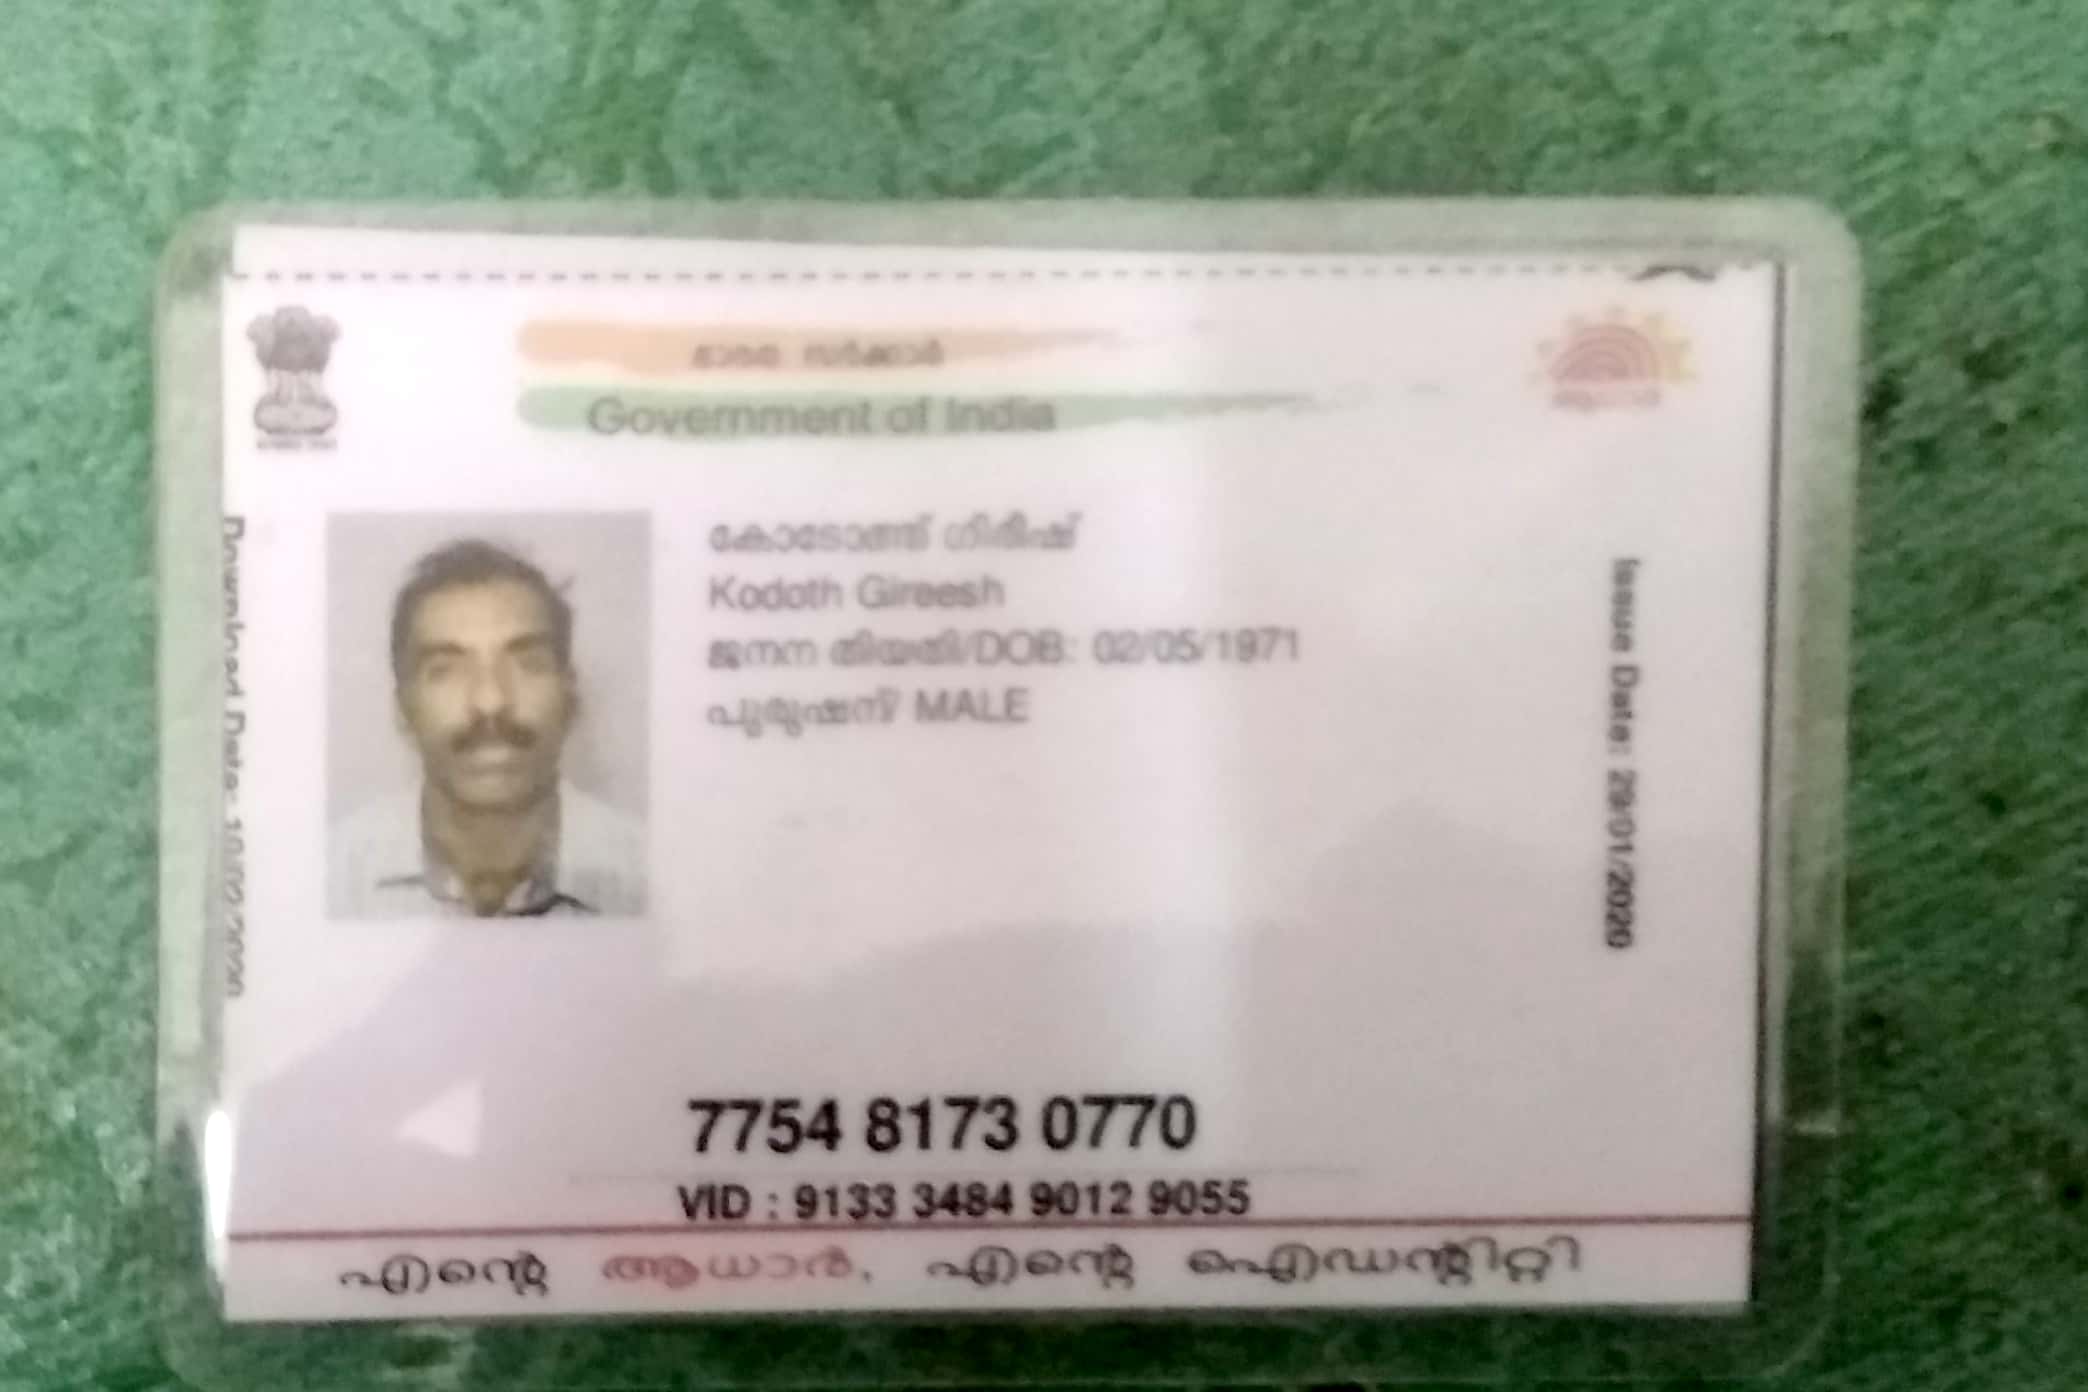 ഭാരത സർക്കാർ
Government of India
കോടോത്ത് ഗിരീഷ്
Kodoth Gireesh
ജനന തിയതി/DOB: 02/05/1971
പുരുഷന്‍/ MALE
Download Date: 10/02/2020
Issue Date: 29/01/2020
7754 8173 0770
VID : 9133 3484 9012 9055
എന്റെ ആധാർ, എന്റെ ഐഡന്റിറ്റി